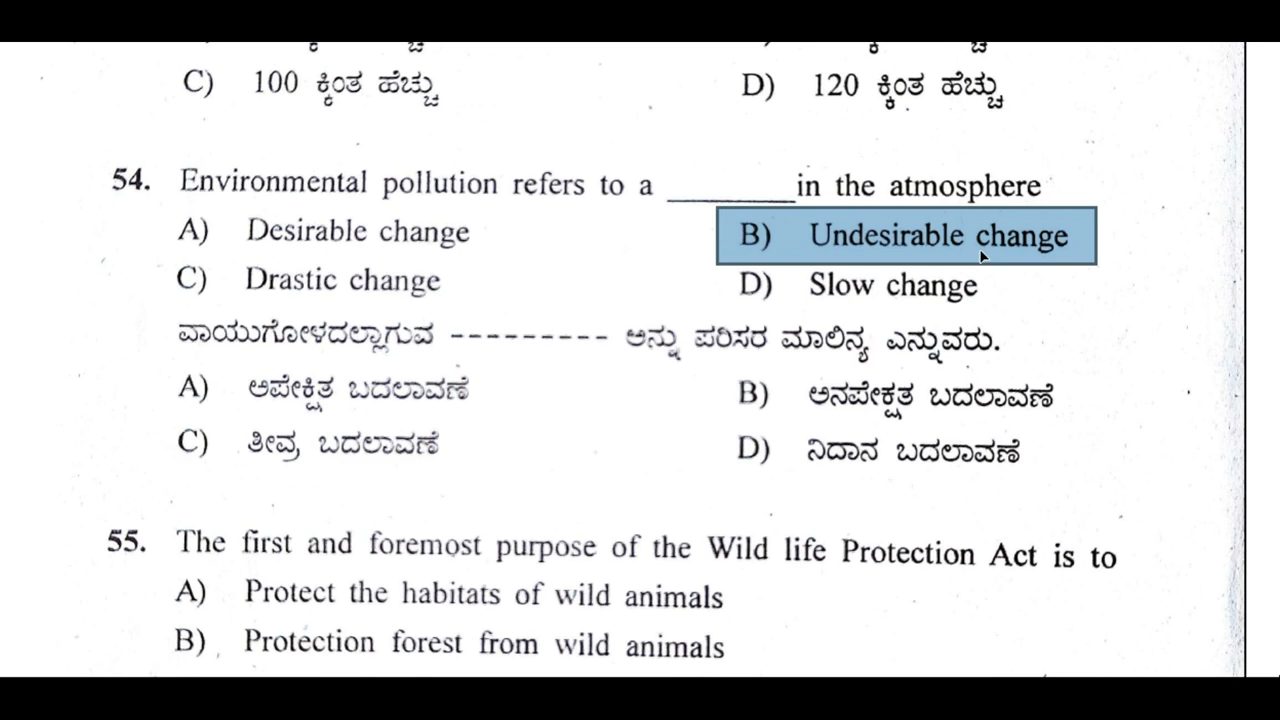 C) 100 ಕ್ಕಿಂತ ಹೆಚ್ಚು D) 120 ಕ್ಕಿಂತ ಹೆಚ್ಚು
54. Environmental pollution refers to a ________ in the atmosphere
A) Desirable change B) Undesirable change
C) Drastic change D) Slow change
ವಾಯುಗೋಳದಲ್ಲಾಗುವ --------- ಅನ್ನು ಪರಿಸರ ಮಾಲಿನ್ಯ ಎನ್ನುವರು.
A) ಅಪೇಕ್ಷಿತ ಬದಲಾವಣೆ B) ಅನಪೇಕ್ಷತ ಬದಲಾವಣೆ
C) ತೀವ್ರ ಬದಲಾವಣೆ D) ನಿದಾನ ಬದಲಾವಣೆ
55. The first and foremost purpose of the Wild life Protection Act is to
A) Protect the habitats of wild animals
B) Protection forest from wild animals